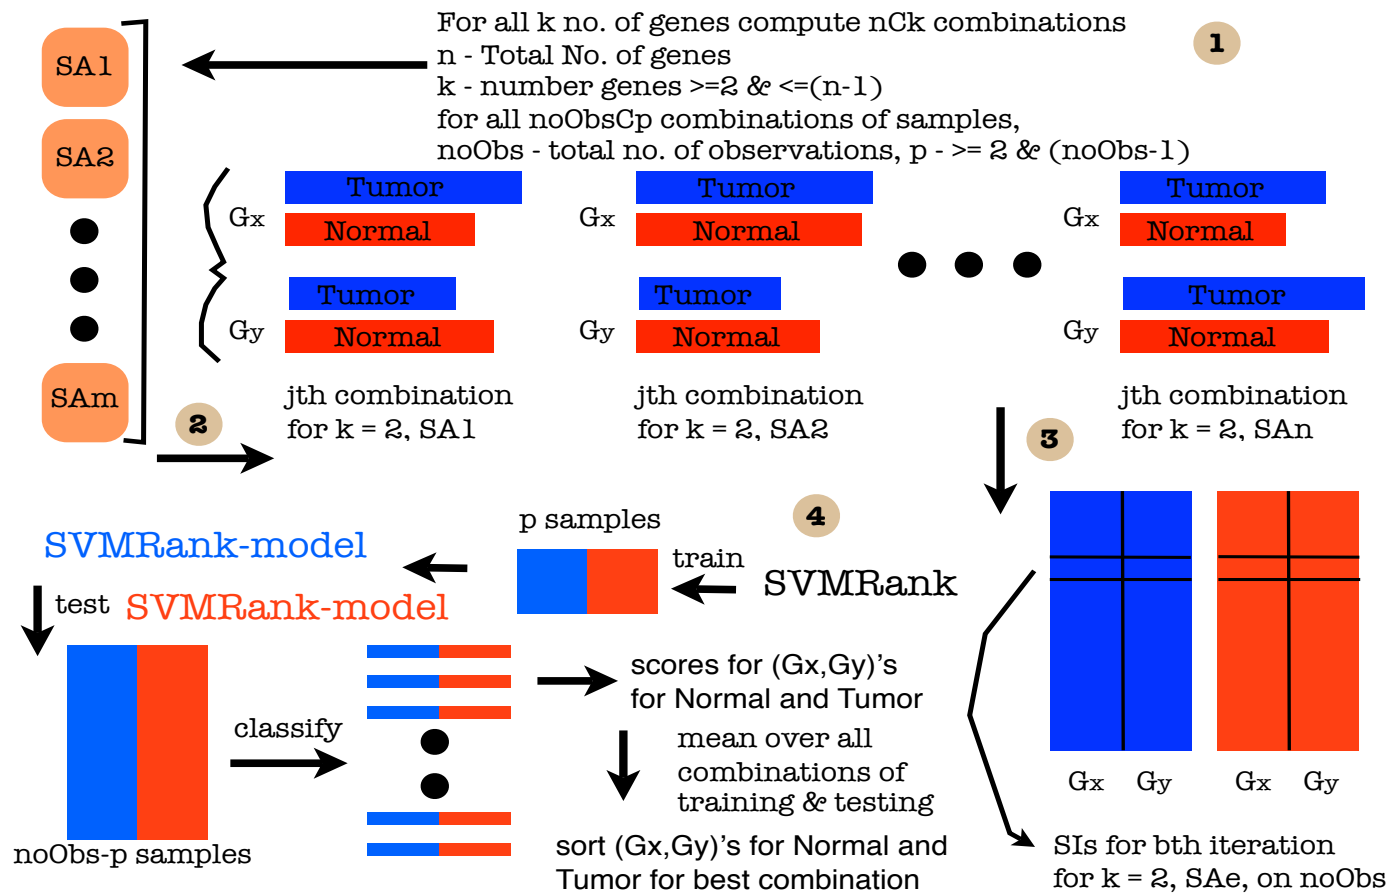 For all k no. of genes compute nCk combinations
n - Total No. of genes
k - number genes >=2 & <=(n-1)
for all noObsCp combinations of samples,
noObs - total no. of observations, p - >= 2 & (noObs-1)
1
SA1
SA2
SAm
2
Gx
Tumor
Normal
Gy
Tumor
Normal
jth combination
for k = 2, SA1
Gx
Tumor
Normal
Gy
Tumor
Normal
jth combination
for k = 2, SA2
Gx
Tumor
Normal
Gy
Tumor
Normal
jth combination
for k = 2, SAn
3
Gx Gy
Gx Gy
SIs for bth iteration
for k = 2, SAe, on noObs
4
SVMRank
train
p samples
SVMRank-model
SVMRank-model
test
noObs-p samples
classify
scores for (Gx,Gy)'s
for Normal and Tumor
mean over all
combinations of
training & testing
sort (Gx,Gy)'s for Normal and
Tumor for best combination